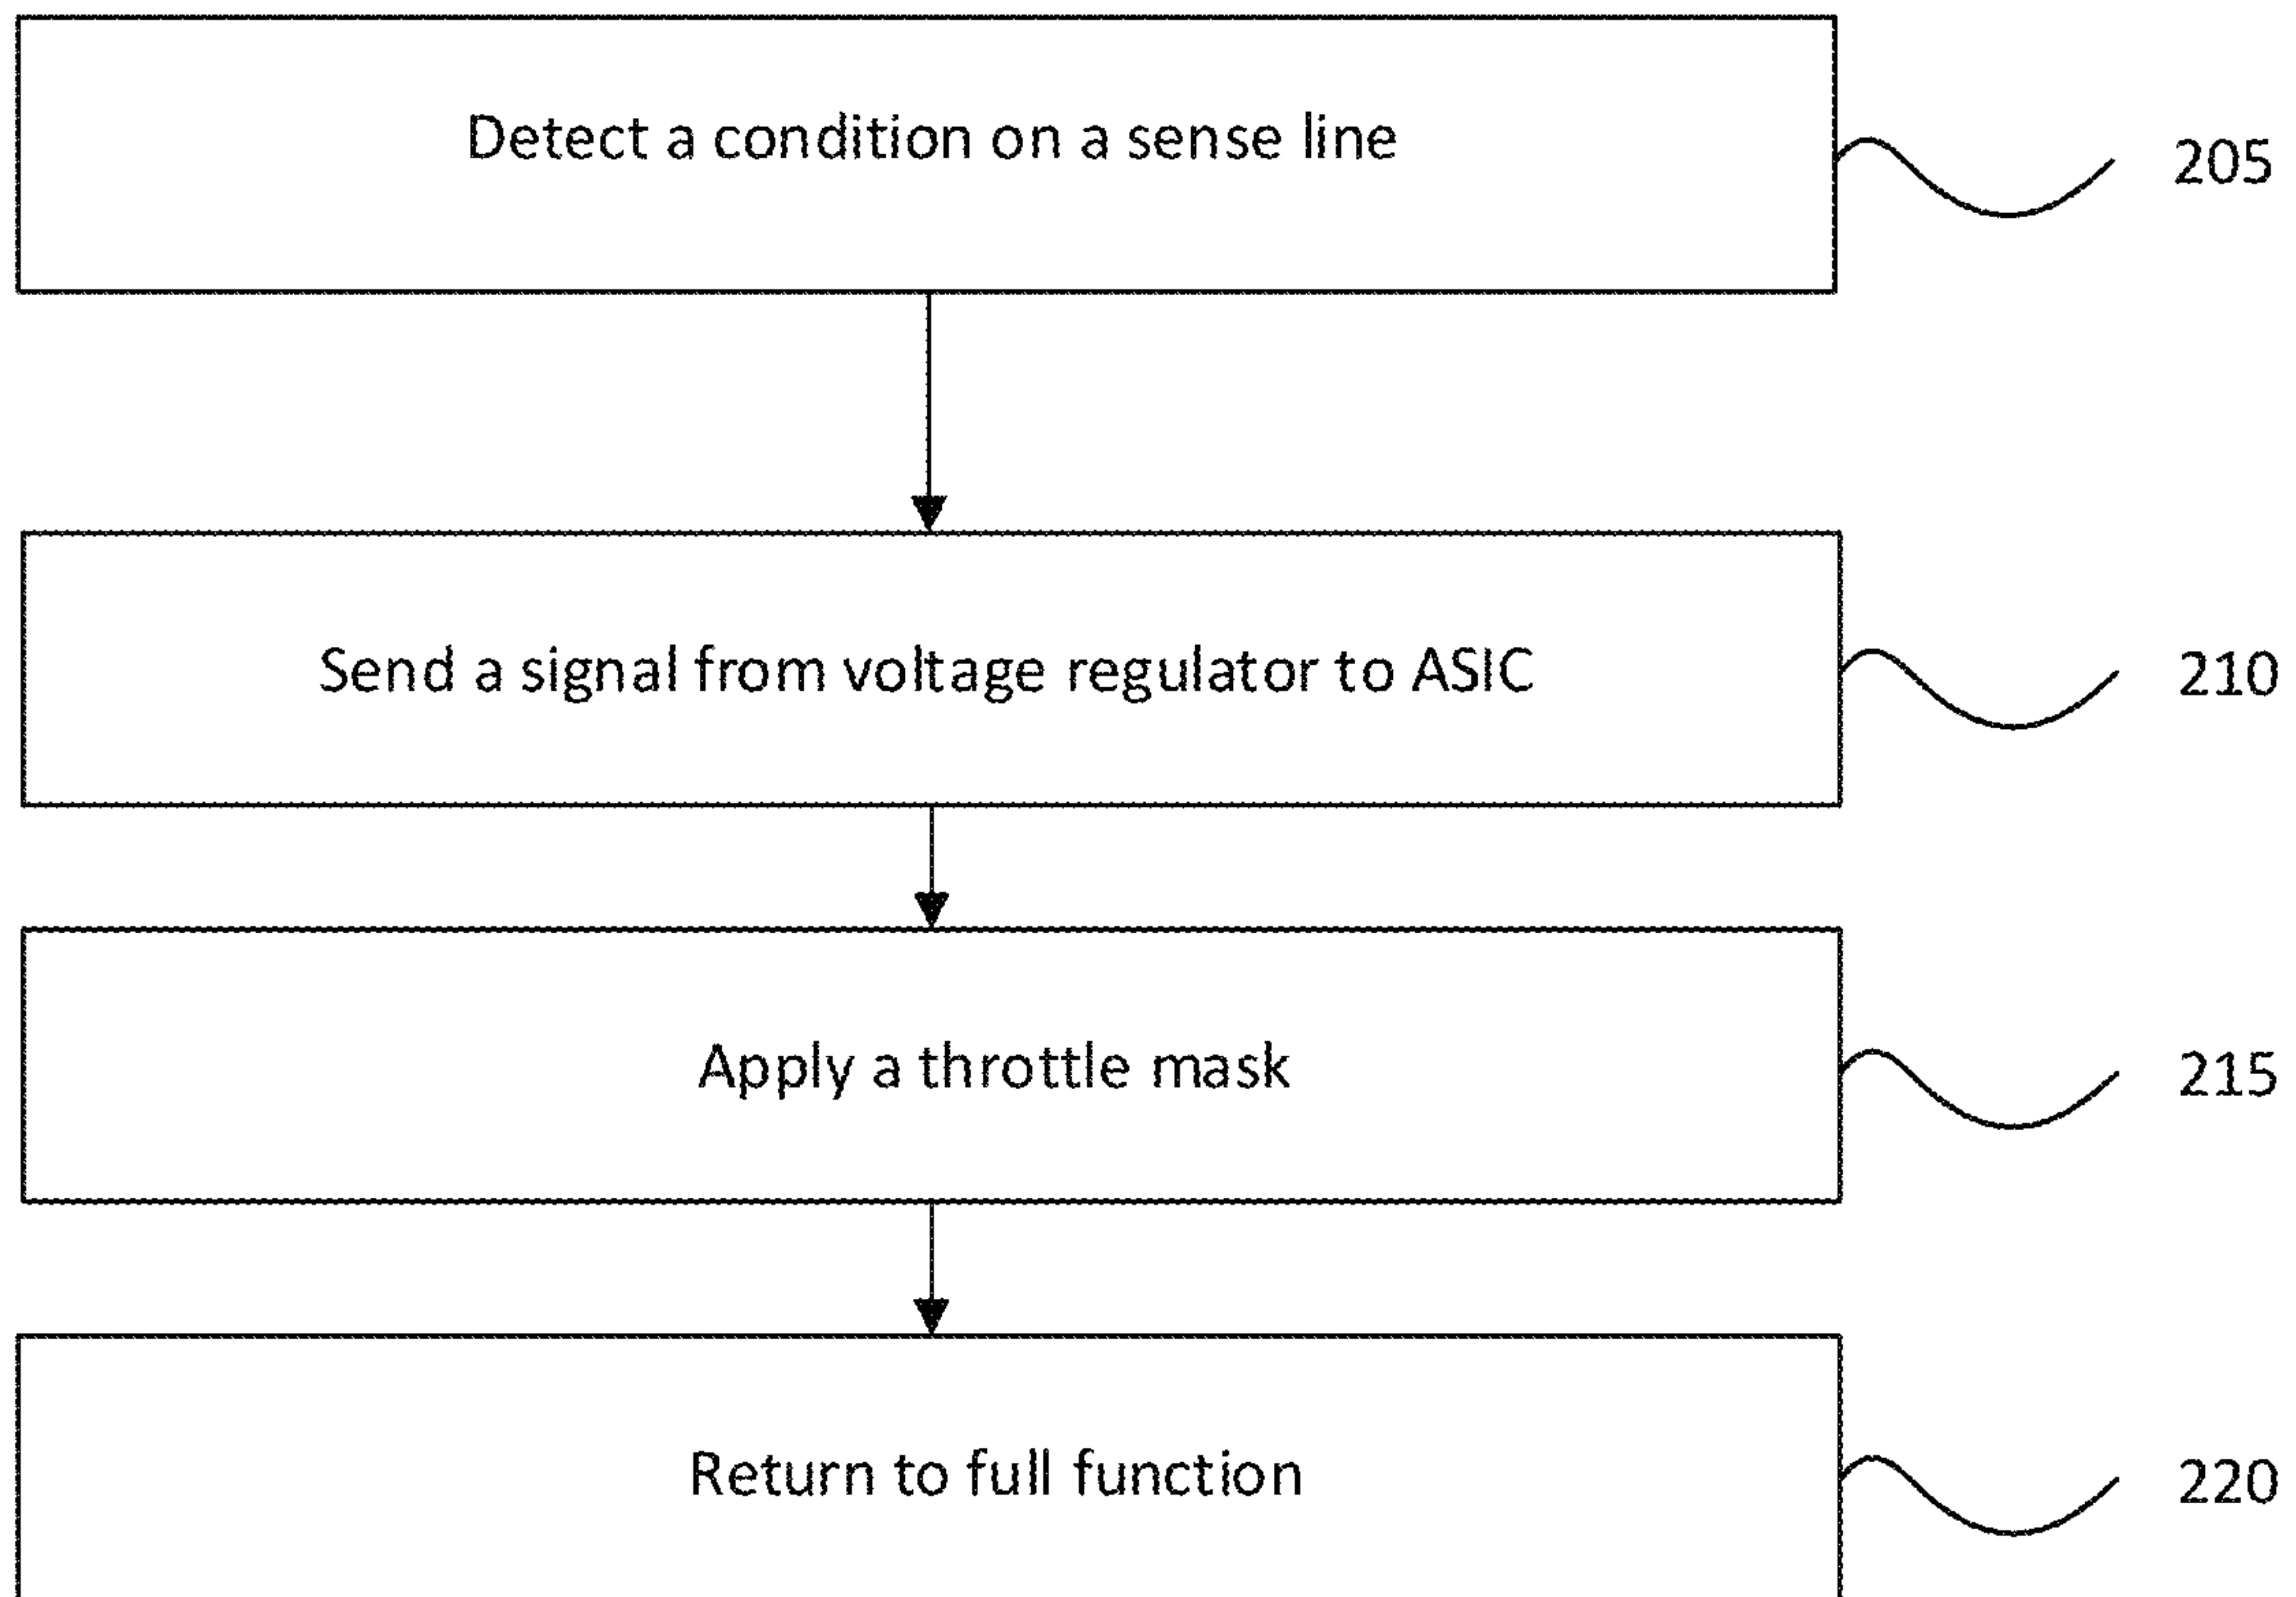 Detect a condition on a sense line
205
Send a signal from voltage regulator to ASIC
210
Apply a throttle mask
215
Return to full function
220